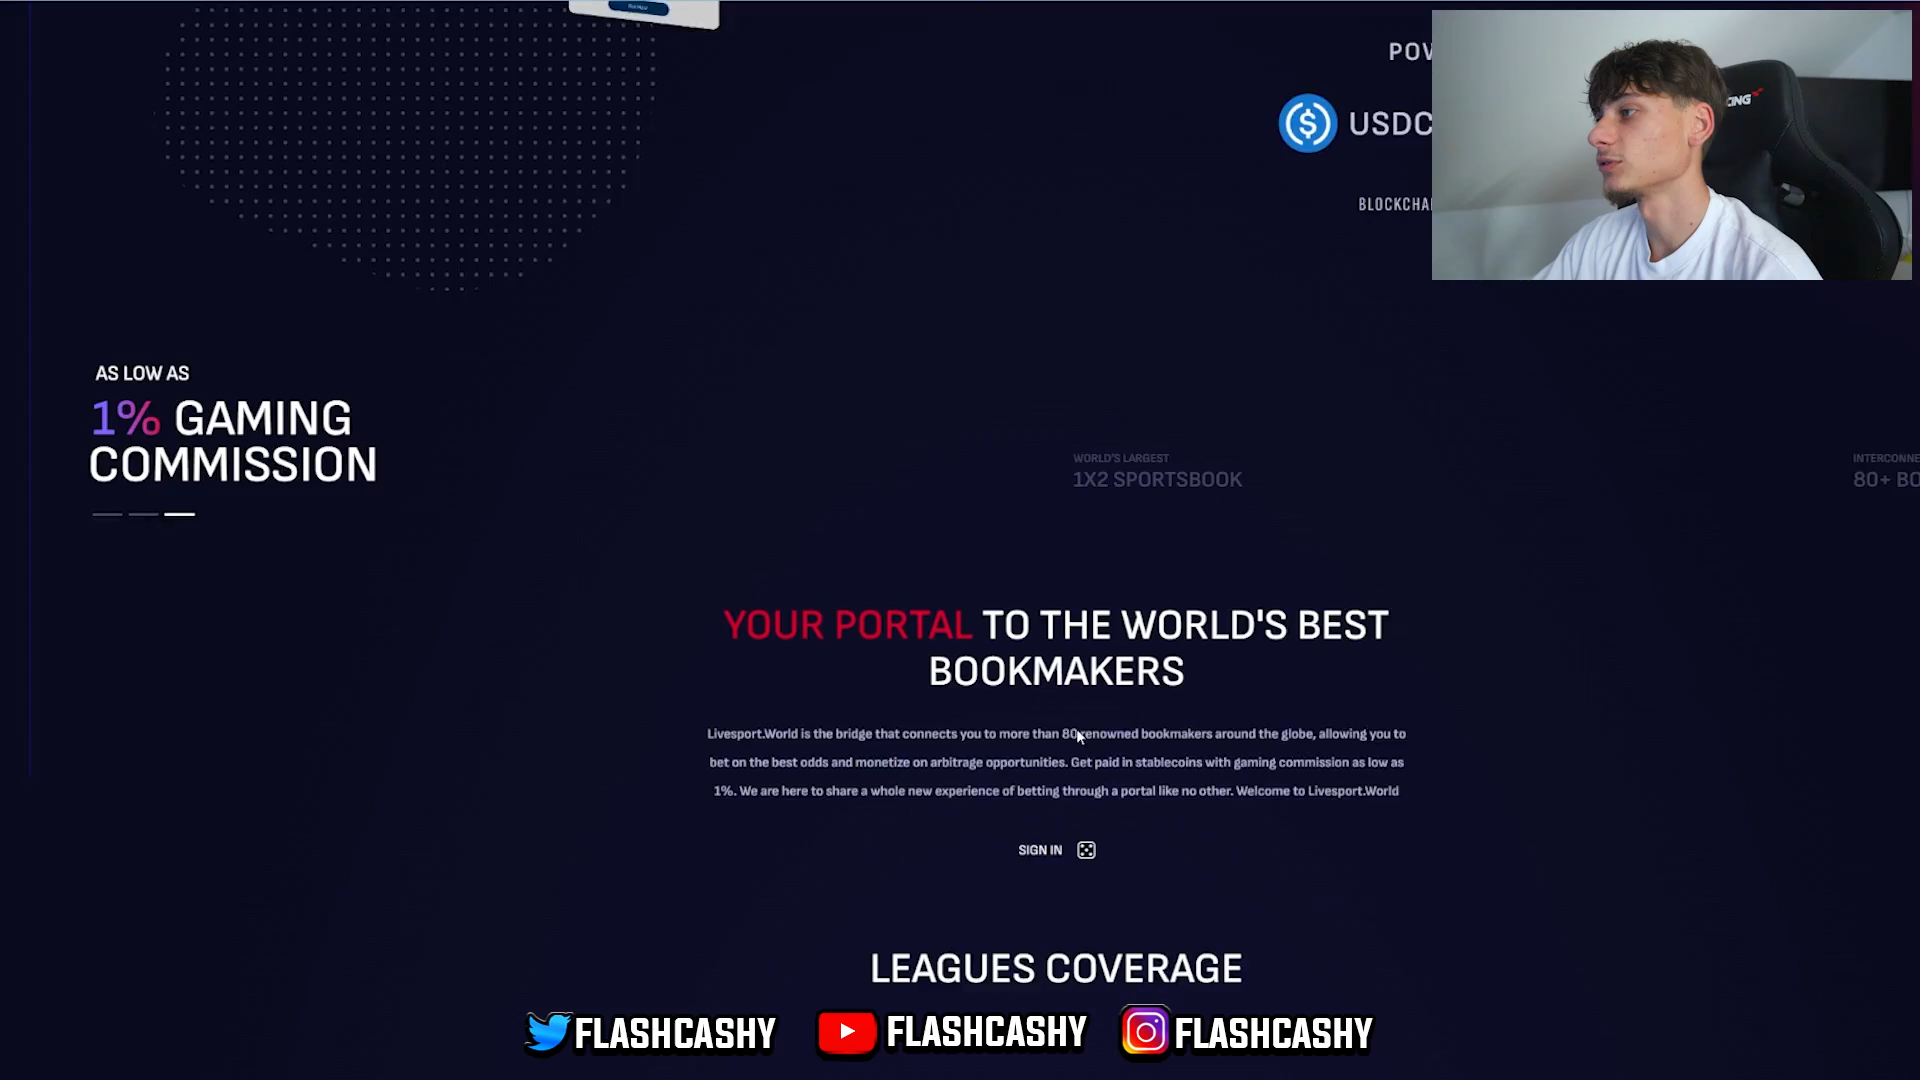 POW
USDC
BLOCKCHA
CING
AS LOW AS
1% GAMING
COMMISSION
WORLD'S LARGEST
1X2 SPORTSBOOK
INTERCONNE
80+ BO
YOUR PORTAL TO THE WORLD'S BEST
BOOKMAKERS
Livesport.World is the bridge that connects you to more than 80 renowned bookmakers around the globe, allowing you to
bet on the best odds and monetize on arbitrage opportunities. Get paid in stablecoins with gaming commission as low as
1%. We are here to share a whole new experience of betting through a portal like no other. Welcome to Livesport.World
SIGN IN
LEAGUES COVERAGE
FLASHCASHY FLASHCASHY FLASHCASHY